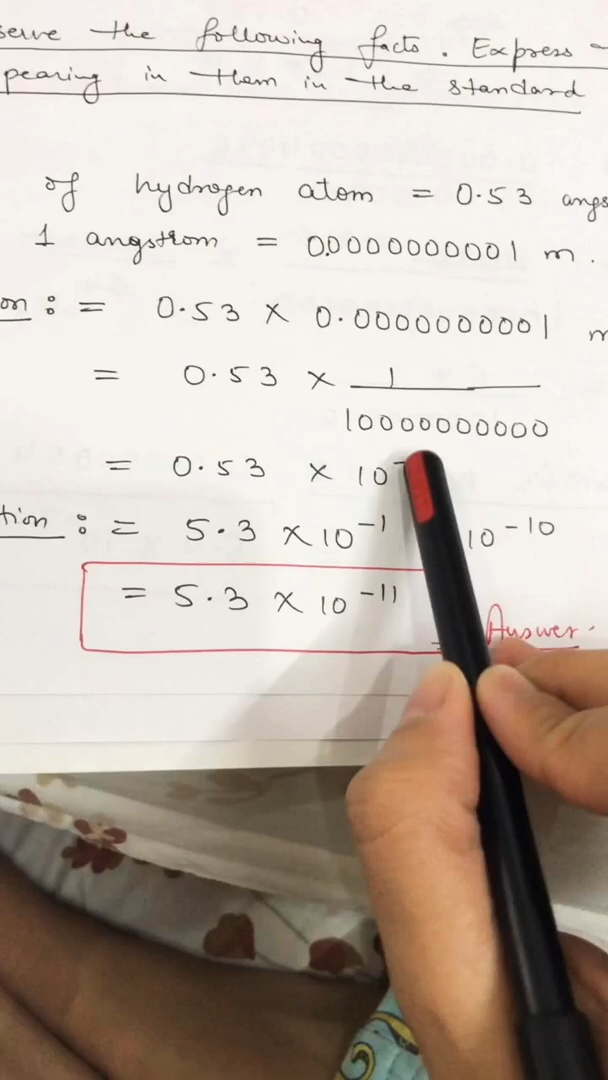 serve the following facts. Express
pearing in them in the standard
of hydrogen atom = 0.53 angs
1 angstrom = 0.0000000001 m.
on : = 0.53 × 0.0000000001 m
= 0.53 × 1
10000000000
= 0.53 × 10
tion : = 5.3 × 10⁻¹ 10⁻¹⁰
= 5.3 × 10⁻¹¹
Answer.